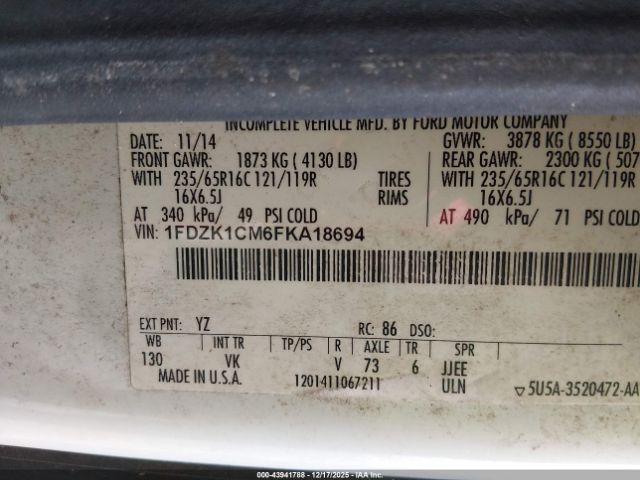 INCOMPLETE VEHICLE MFD. BY FORD MOTOR COMPANY
DATE: 11/14 GVWR: 3878 KG ( 8550 LB)
FRONT GAWR: 1873 KG ( 4130 LB) REAR GAWR: 2300 KG ( 507
WITH 235/65R16C 121/119R TIRES WITH 235/65R16C 121/119R
16X6.5J RIMS 16X6.5J
AT 340 kPa/ 49 PSI COLD AT 490 kPa/ 71 PSI COLD
VIN: 1FDZK1CM6FKA18694
EXT PNT: YZ RC: 86 DSO:
WB INT TR TP/PS R AXLE TR SPR
130 VK V 73 6 JJEE
MADE IN U.S.A. 1201411067211 ULN 5U5A-3520472-AA
Stock #: 43941788 - 12/17/2025 - IAA Inc.